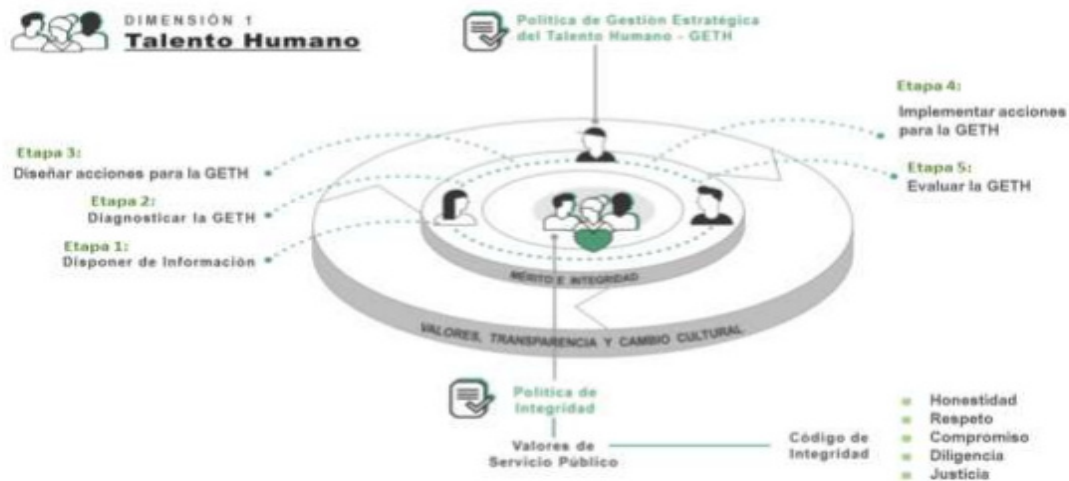 DIMENSIÓN 1
Talento Humano
Política de Gestión Estratégica
del Talento Humano - GETH
Etapa 4:
Implementar acciones
para la GETH
Etapa 3:
Diseñar acciones para la GETH
Etapa 5:
Evaluar la GETH
Etapa 2:
Diagnosticar la GETH
Etapa 1:
Disponer de Información
MÉRITO E INTEGRIDAD
VALORES, TRANSPARENCIA Y CAMBIO CULTURAL
Política de
Integridad
Valores de
Servicio Público
Código de
Integridad
Honestidad
Respeto
Compromiso
Diligencia
Justicia